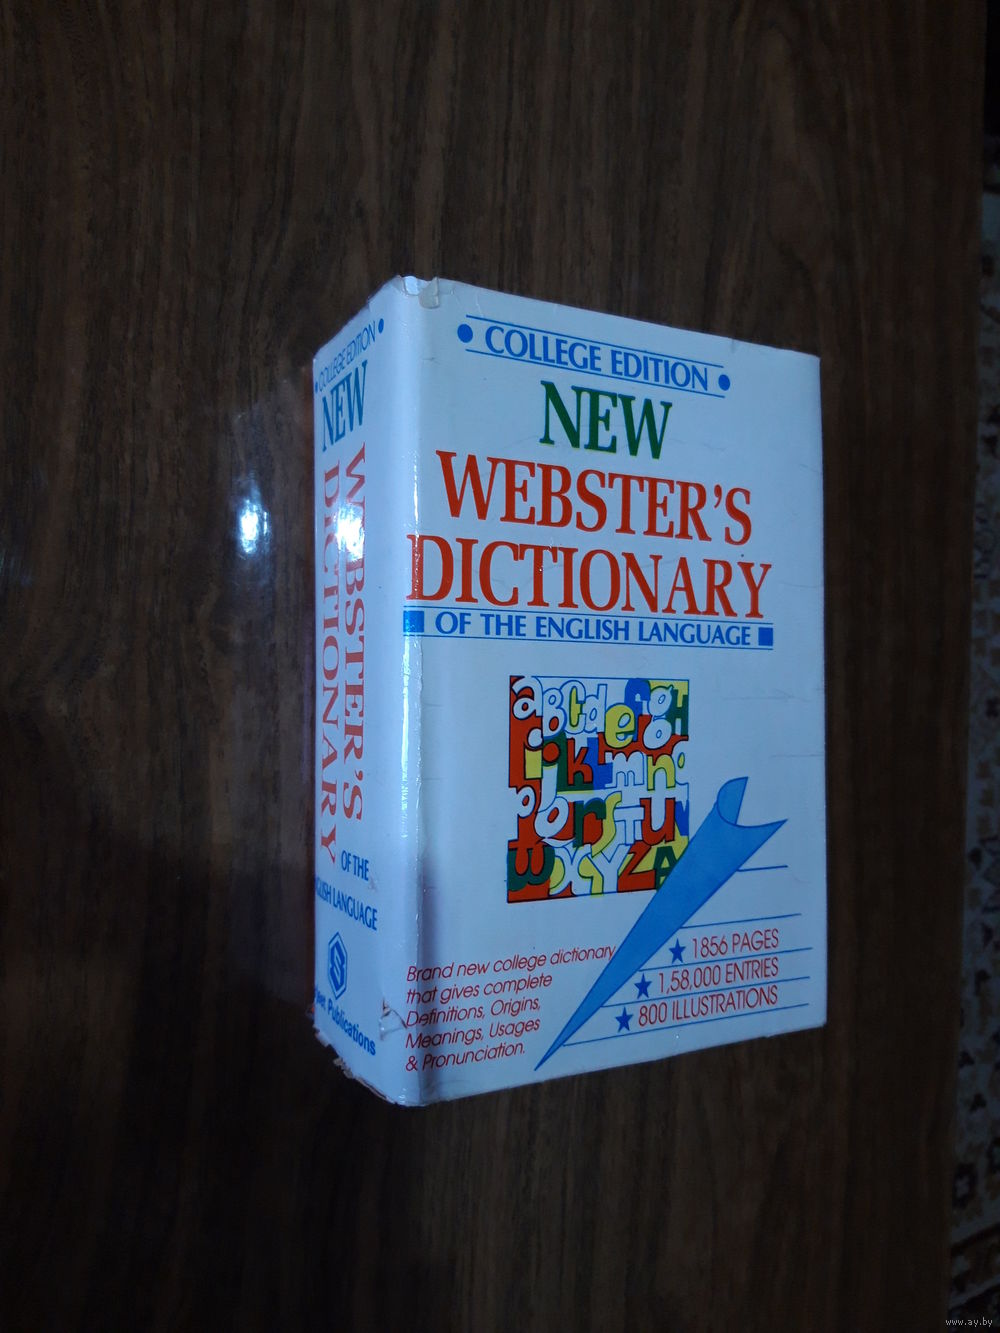 COLLEGE EDITION
NEW
WEBSTER'S
DICTIONARY
OF THE
LANGUAGE
Publications
• COLLEGE EDITION •
NEW
WEBSTER'S
DICTIONARY
OF THE ENGLISH LANGUAGE
Brand new college dictionary
that gives complete
Definitions, Origins,
Meanings, Usages
& Pronunciation.
★ 1856 PAGES
★ 1,58,000 ENTRIES
★ 800 ILLUSTRATIONS
www.ay.by